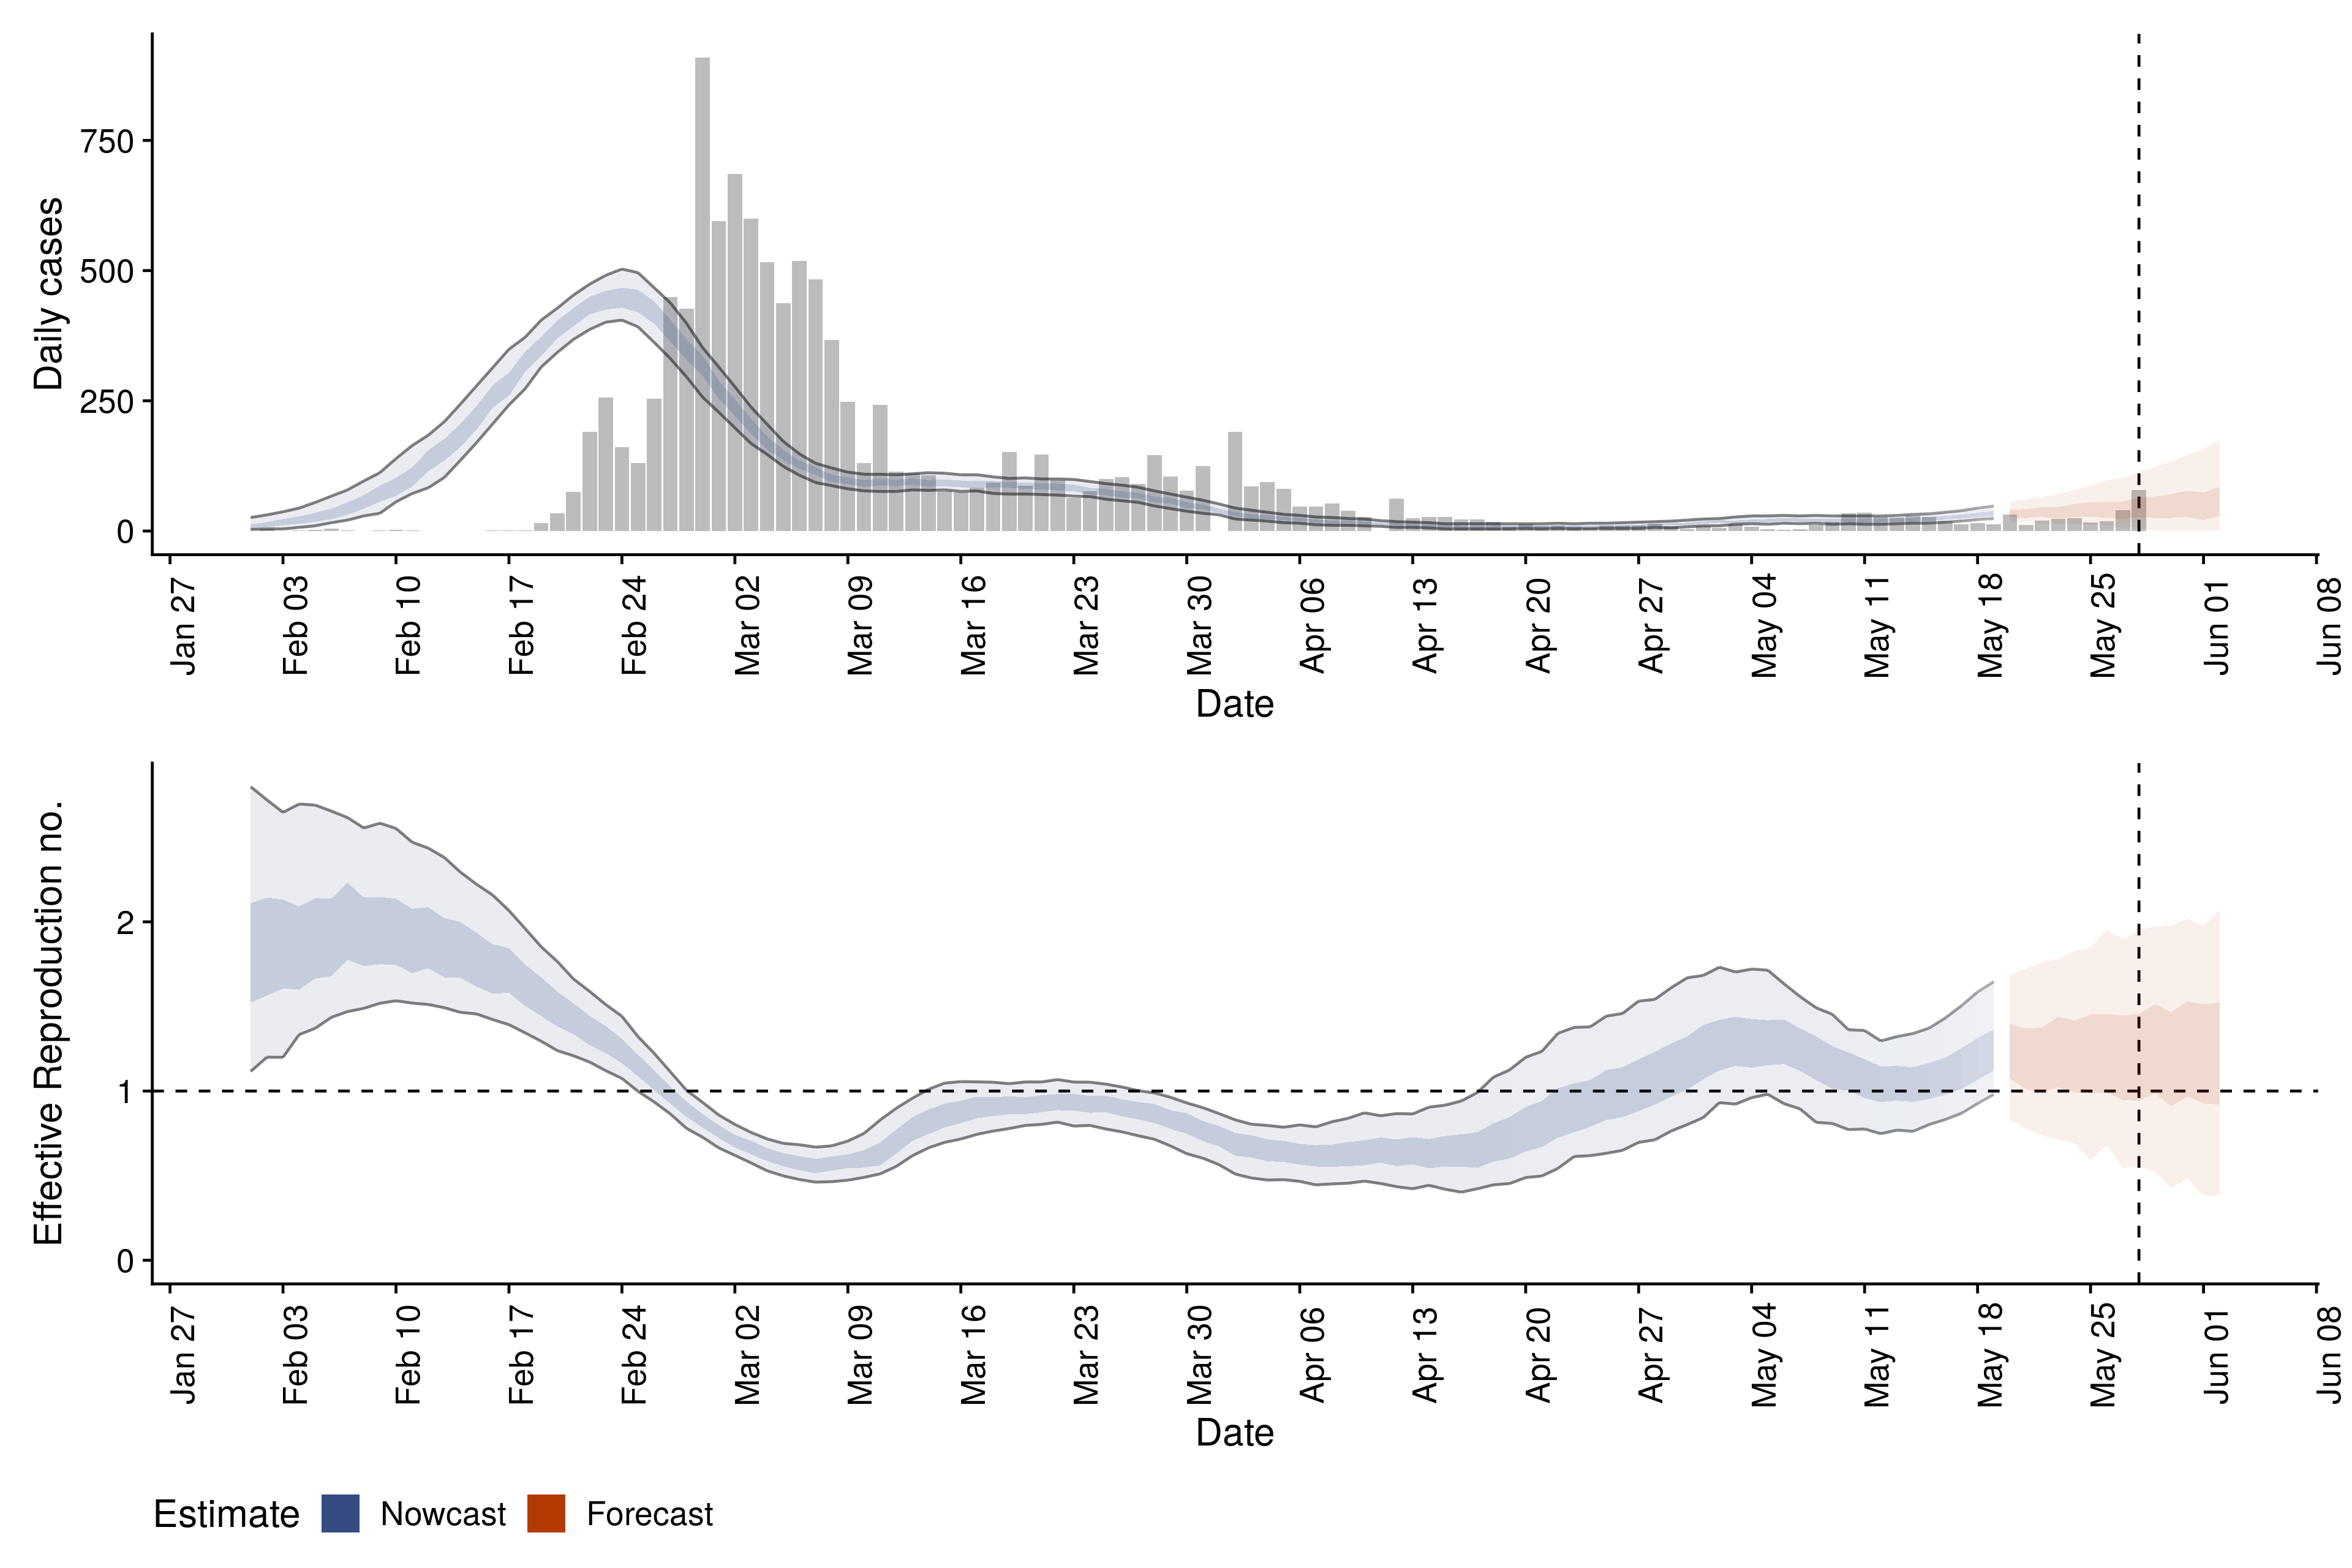 Daily cases
750
500
250
0
Jan 27
Feb 03
Feb 10
Feb 17
Feb 24
Mar 02
Mar 09
Mar 16
Mar 23
Mar 30
Apr 06
Apr 13
Apr 20
Apr 27
May 04
May 11
May 18
May 25
Jun 01
Jun 08
Date
Effective Reproduction no.
2
1
0
Jan 27
Feb 03
Feb 10
Feb 17
Feb 24
Mar 02
Mar 09
Mar 16
Mar 23
Mar 30
Apr 06
Apr 13
Apr 20
Apr 27
May 04
May 11
May 18
May 25
Jun 01
Jun 08
Date
Estimate Nowcast Forecast